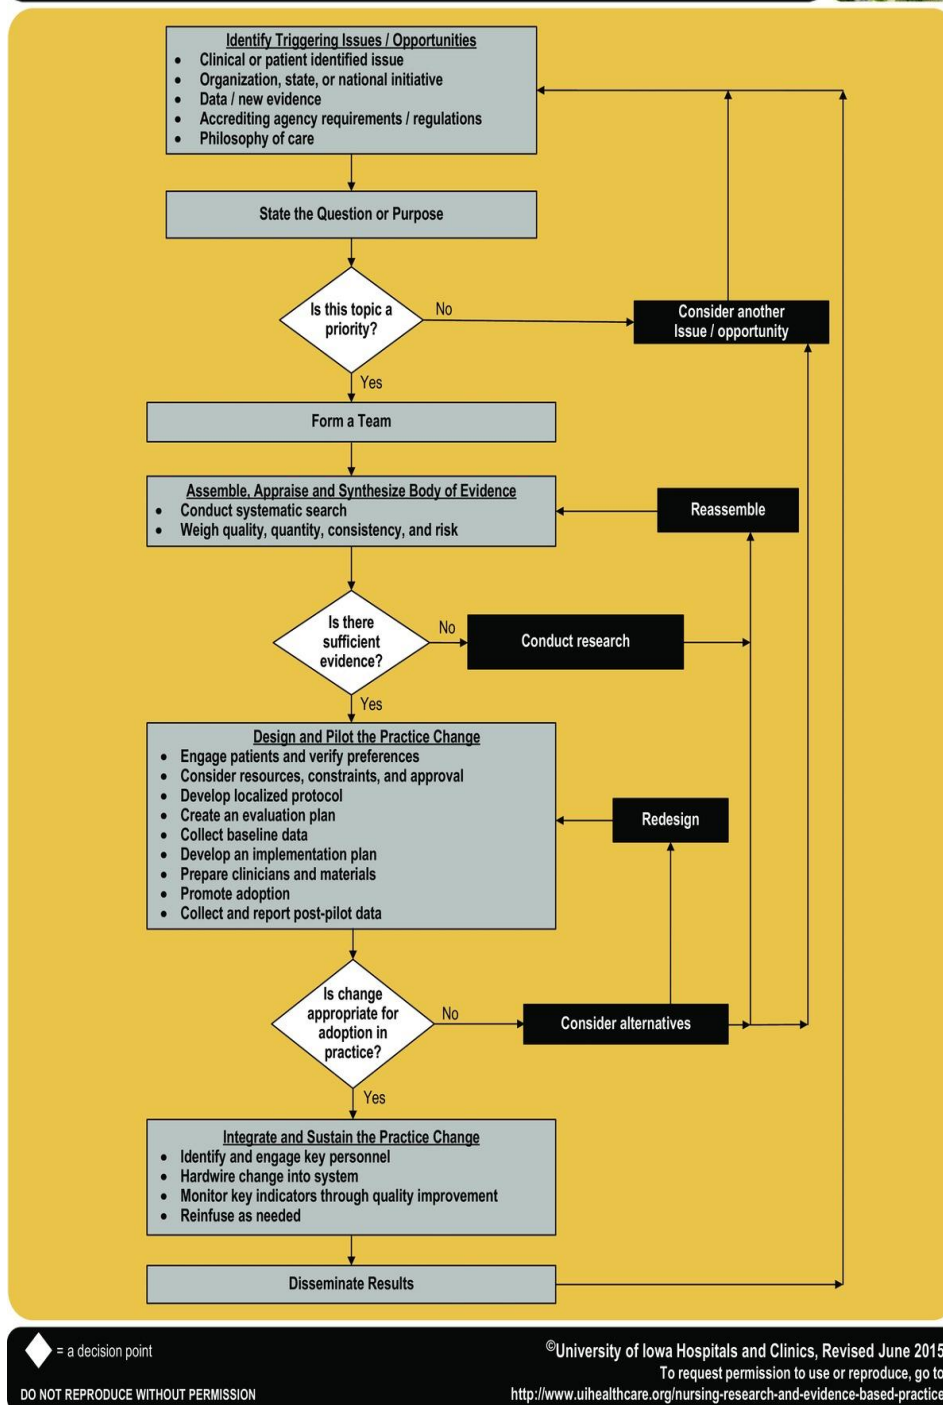 Identify Triggering Issues / Opportunities
• Clinical or patient identified issue
• Organization, state, or national initiative
• Data / new evidence
• Accrediting agency requirements / regulations
• Philosophy of care
State the Question or Purpose
Is this topic a
priority?
No
Consider another
Issue / opportunity
Yes
Form a Team
Assemble, Appraise and Synthesize Body of Evidence
• Conduct systematic search
• Weigh quality, quantity, consistency, and risk
Reassemble
Is there
sufficient
evidence?
No
Conduct research
Yes
Design and Pilot the Practice Change
• Engage patients and verify preferences
• Consider resources, constraints, and approval
• Develop localized protocol
• Create an evaluation plan
• Collect baseline data
• Develop an implementation plan
• Prepare clinicians and materials
• Promote adoption
• Collect and report post-pilot data
Redesign
Is change
appropriate for
adoption in
practice?
No
Consider alternatives
Yes
Integrate and Sustain the Practice Change
• Identify and engage key personnel
• Hardwire change into system
• Monitor key indicators through quality improvement
• Reinfuse as needed
Disseminate Results
= a decision point
©University of Iowa Hospitals and Clinics, Revised June 2015
To request permission to use or reproduce, go to
DO NOT REPRODUCE WITHOUT PERMISSION
http://www.uihealthcare.org/nursing-research-and-evidence-based-practice